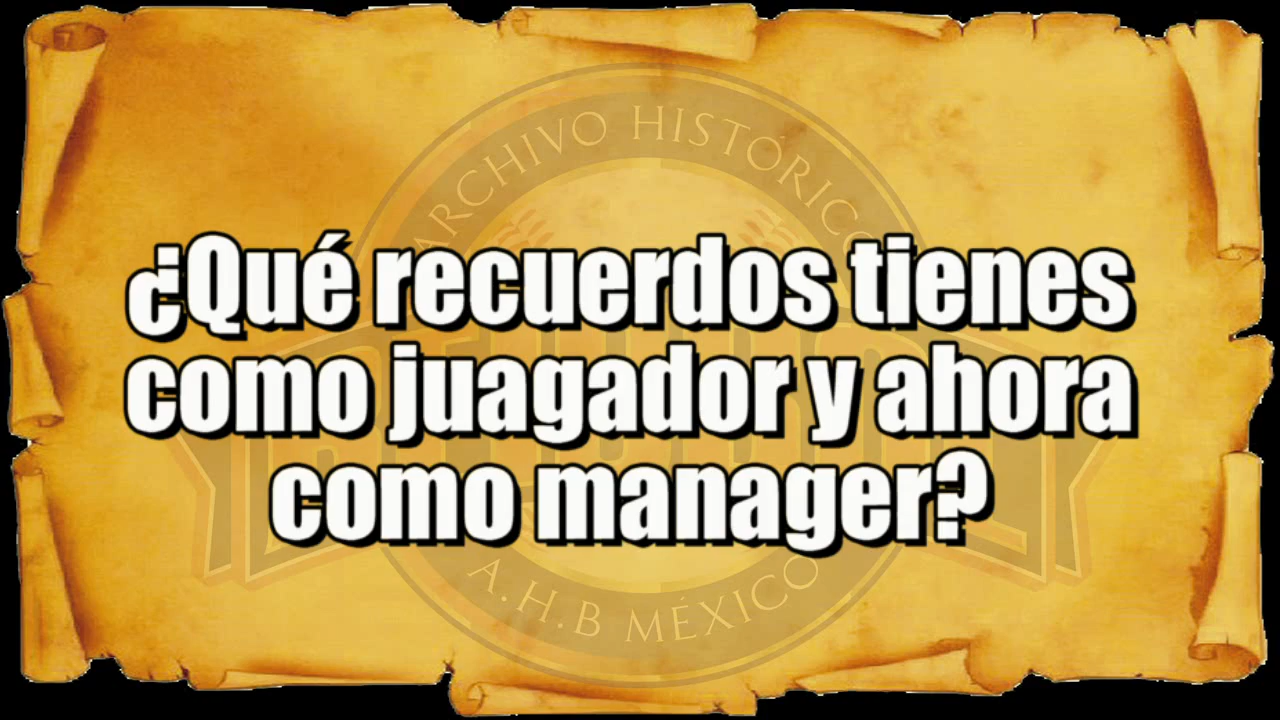 ARCHIVO HISTÓRICO
¿Qué recuerdos tienes
como juagador y ahora
como manager?
A.H.B MÉXICO